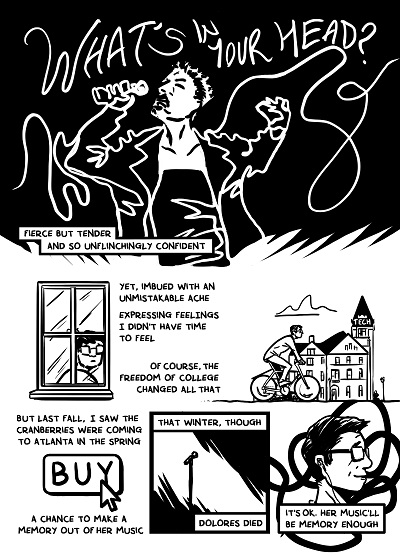 WHAT'S IN YOUR HEAD?
FIERCE BUT TENDER
AND SO UNFLINCHINGLY CONFIDENT
YET, IMBUED WITH AN
UNMISTAKABLE ACHE
EXPRESSING FEELINGS
I DIDN'T HAVE TIME
TO FEEL
OF COURSE, THE
FREEDOM OF COLLEGE
CHANGED ALL THAT
TECH
BUT LAST FALL, I SAW THE
CRANBERRIES WERE COMING
TO ATLANTA IN THE SPRING
BUY
A CHANCE TO MAKE A
MEMORY OUT OF HER MUSIC
THAT WINTER, THOUGH
DOLORES DIED
IT'S OK. HER MUSIC'LL
BE MEMORY ENOUGH